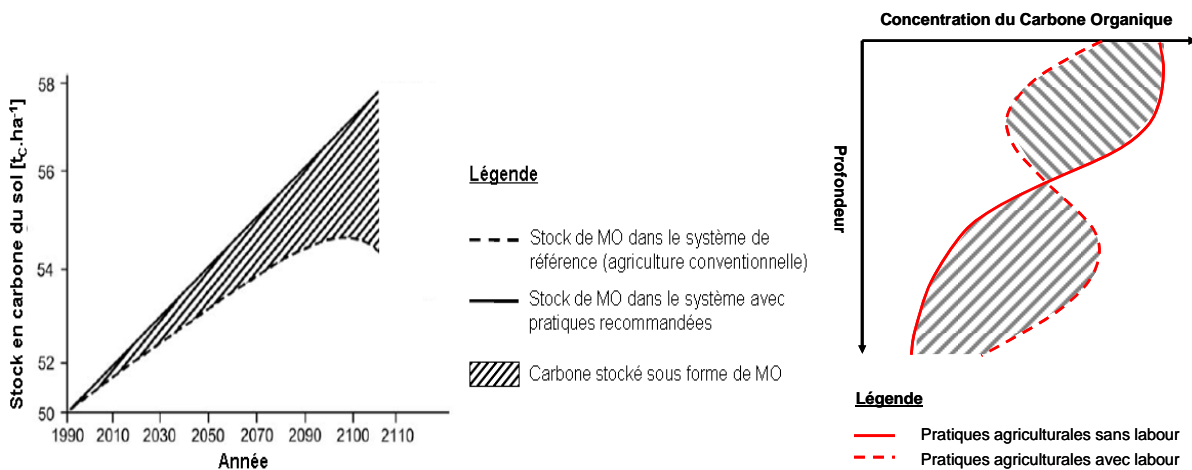 Stock en carbone du sol [tC.ha-1]
58
56
54
52
50
1990 2010 2030 2050 2070 2090 2100 2110
Année
Légende
Stock de MO dans le système de
référence (agriculture conventionnelle)
Stock de MO dans le système avec
pratiques recommandées
Carbone stocké sous forme de MO
Concentration du Carbone Organique
Profondeur
Légende
Pratiques agriculturales sans labour
Pratiques agriculturales avec labour